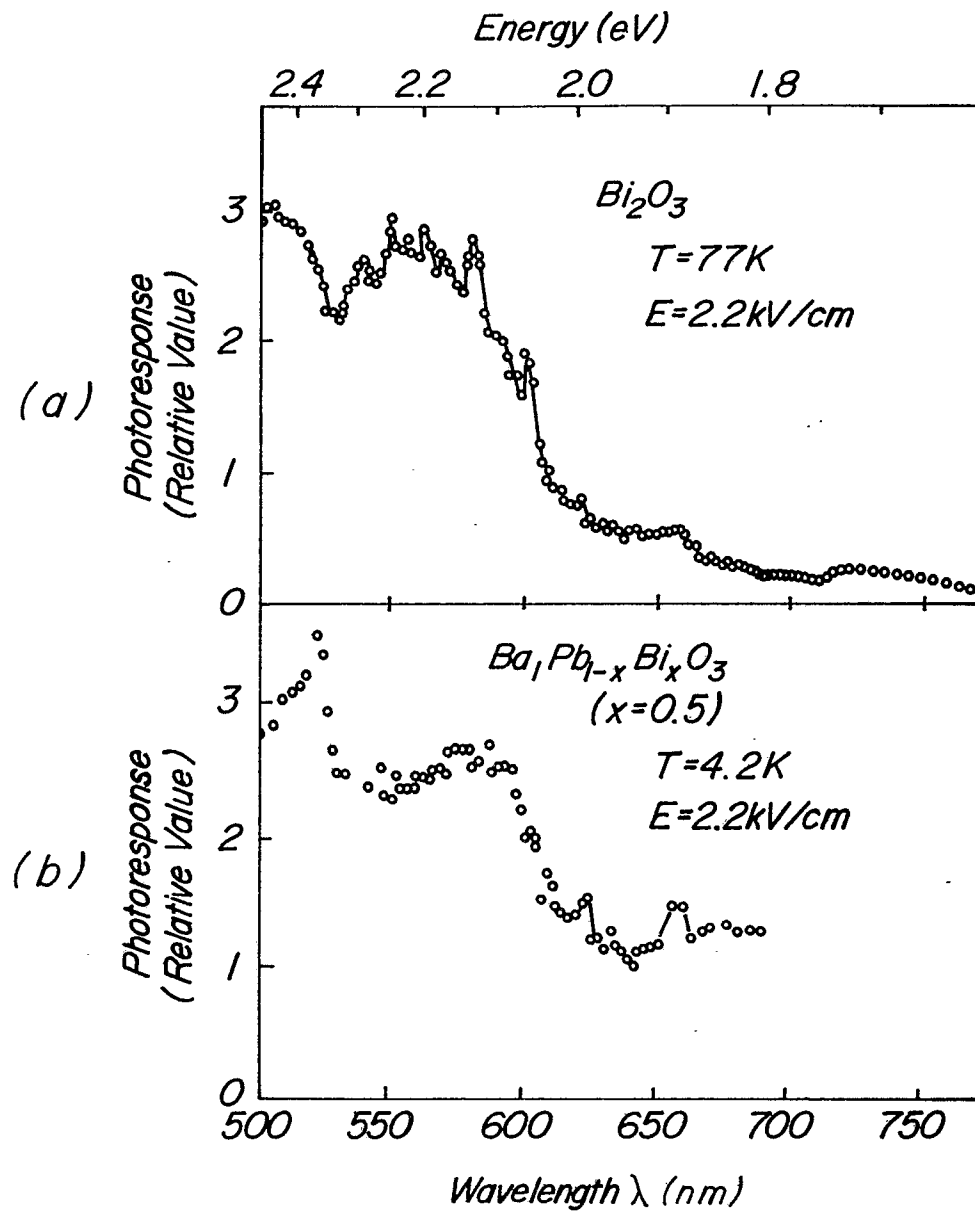 Energy (eV)
2.4 2.2 2.0 1.8
Bi₂O₃
T=77K
E=2.2kV/cm
(a)
Photoresponse
(Relative Value)
3
2
1
0
Ba₁Pb₁₋ₓBiₓO₃
(x=0.5)
T=4.2K
E=2.2kV/cm
(b)
Photoresponse
(Relative Value)
3
2
1
0
500 550 600 650 700 750
Wavelength λ (nm)